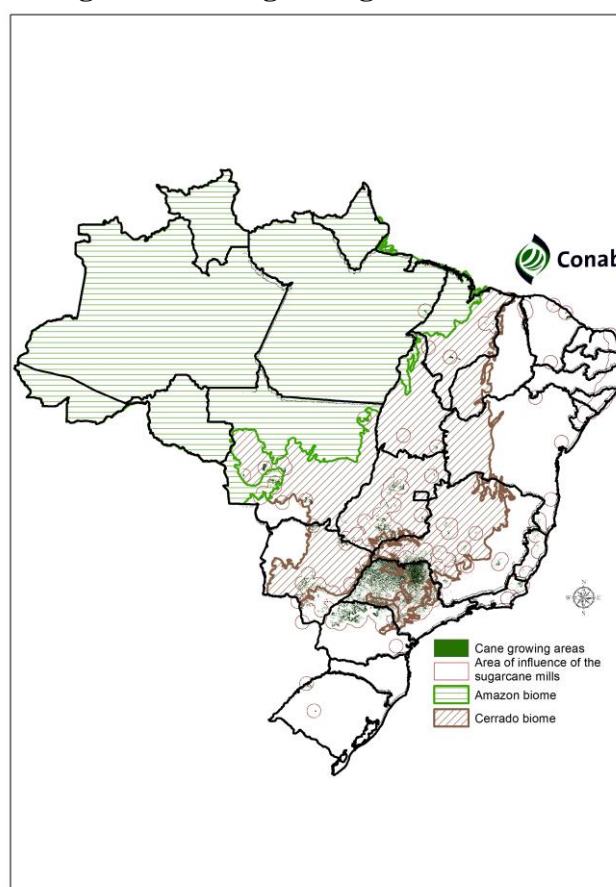 Conab
N
W
E
S
Cane growing areas
Area of influence of the
sugarcane mills
Amazon biome
Cerrado biome